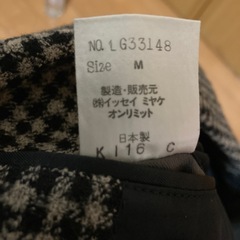 NO.LG33148
Size M
製造・販売元
㈱イッセイ ミヤケ
オンリミット
日本製
KI16 C